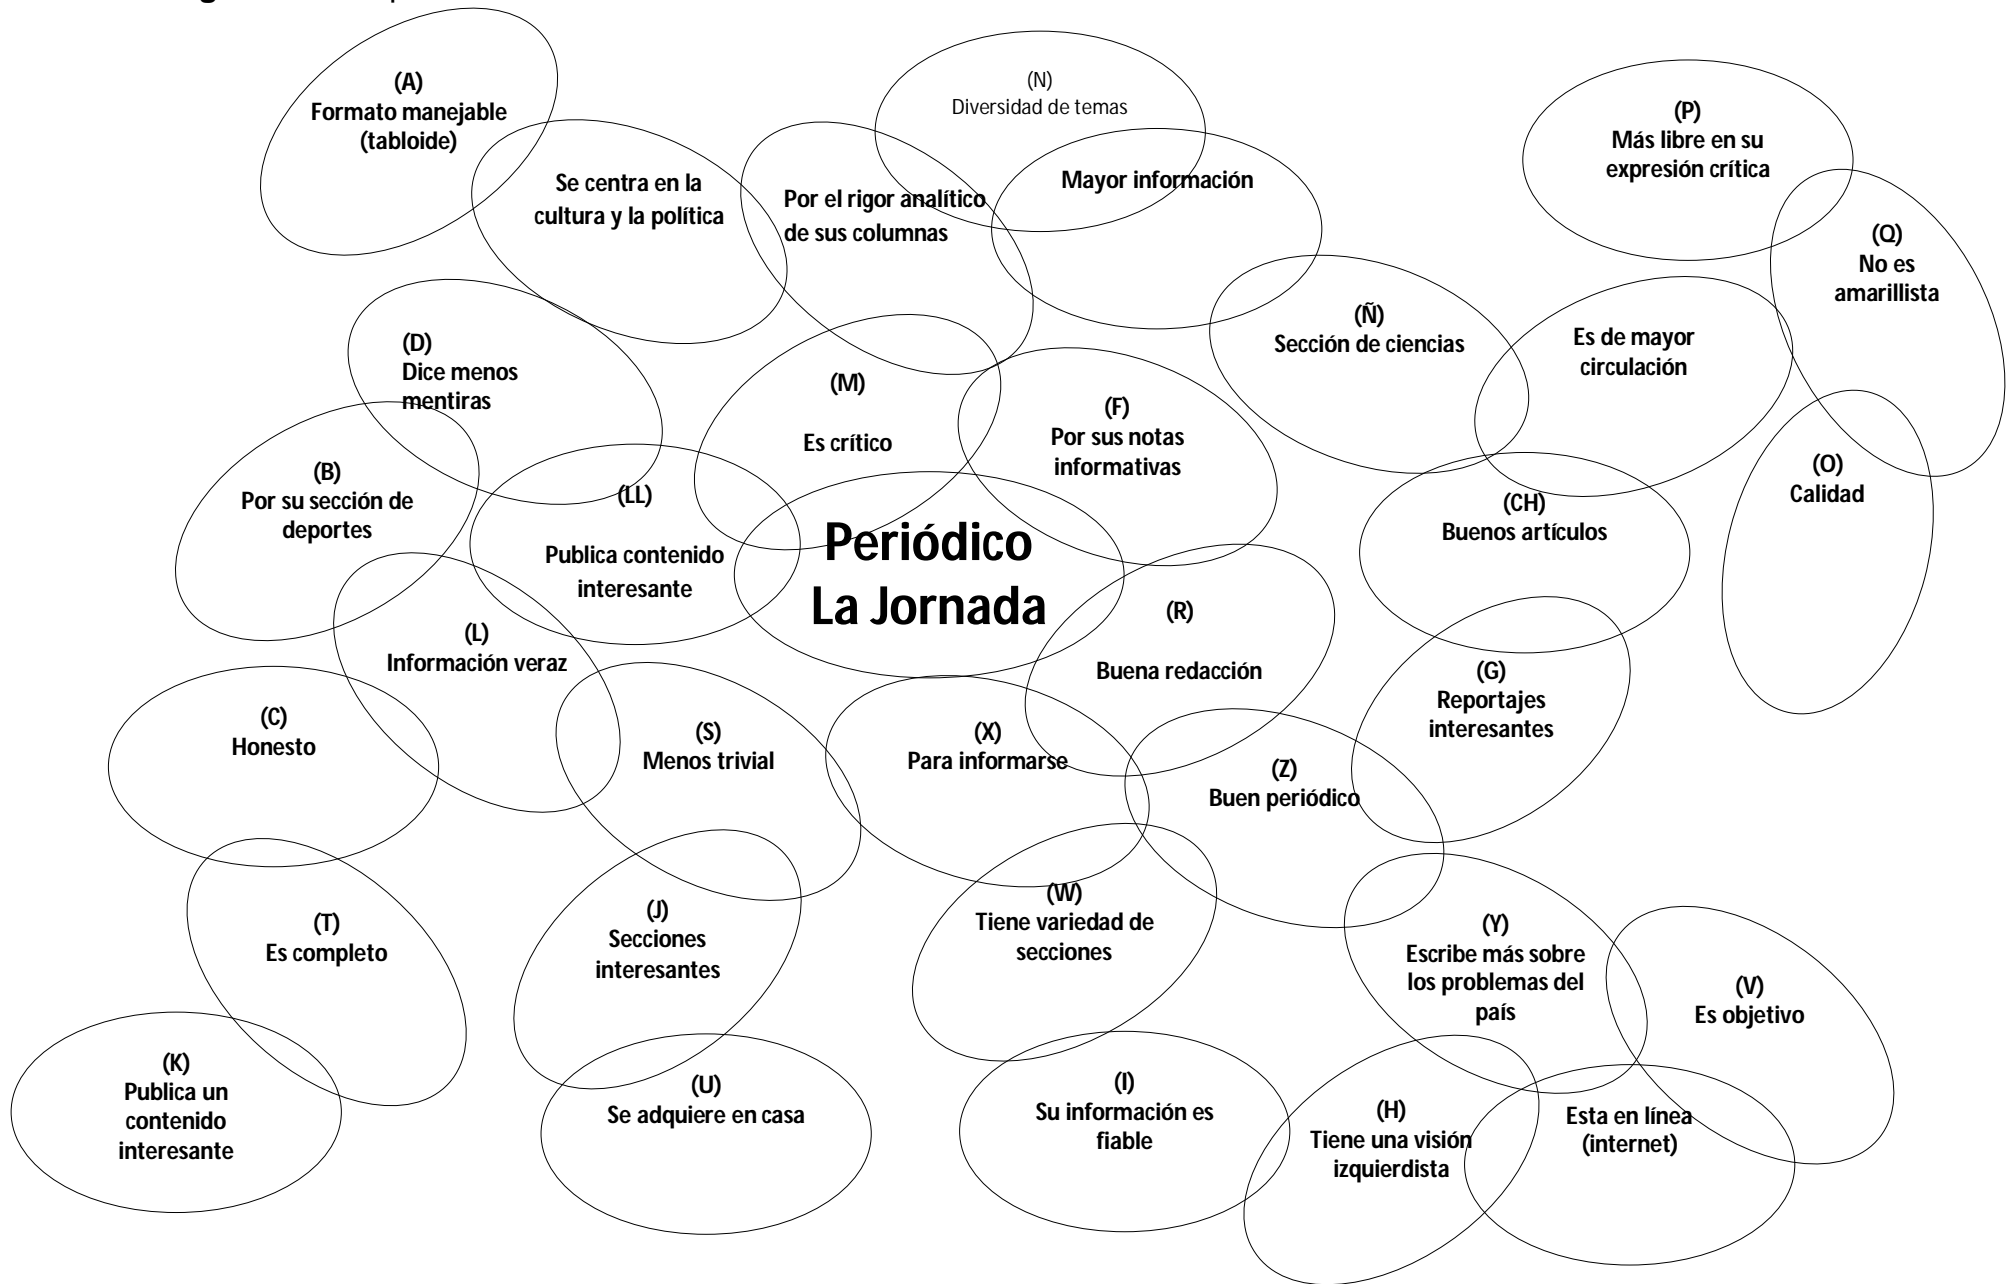 (A)
Formato manejable
(tabloide)
Se centra en la
cultura y la política
Por el rigor analítico
de sus columnas
(N)
Diversidad de temas
Mayor información
(P)
Más libre en su
expresión crítica
(Q)
No es
amarillista
(Ñ)
Sección de ciencias
Es de mayor
circulación
(D)
Dice menos
mentiras
(M)
Es crítico
(F)
Por sus notas
informativas
(B)
Por su sección de
deportes
(LL)
Publica contenido
interesante
Periódico
La Jornada
(CH)
Buenos artículos
(O)
Calidad
(L)
Información veraz
(R)
Buena redacción
(G)
Reportajes
interesantes
(C)
Honesto
(S)
Menos trivial
(X)
Para informarse
(Z)
Buen periódico
(T)
Es completo
(J)
Secciones
interesantes
(W)
Tiene variedad de
secciones
(Y)
Escribe más sobre
los problemas del
país
(V)
Es objetivo
(K)
Publica un
contenido
interesante
(U)
Se adquiere en casa
(I)
Su información es
fiable
(H)
Tiene una visión
izquierdista
Esta en línea
(internet)